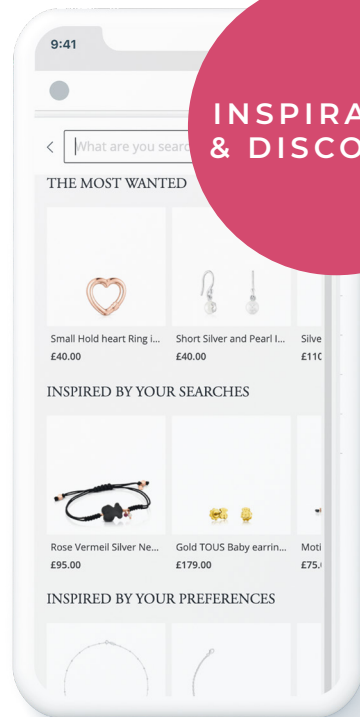 9:41
INSPIRA
& DISCO
What are you searc
THE MOST WANTED
Small Hold heart Ring i...
Short Silver and Pearl I...
Silve
£40.00
£40.00
£110
INSPIRED BY YOUR SEARCHES
Rose Vermeil Silver Ne...
Gold TOUS Baby earrin...
Moti
£95.00
£179.00
£75.
INSPIRED BY YOUR PREFERENCES